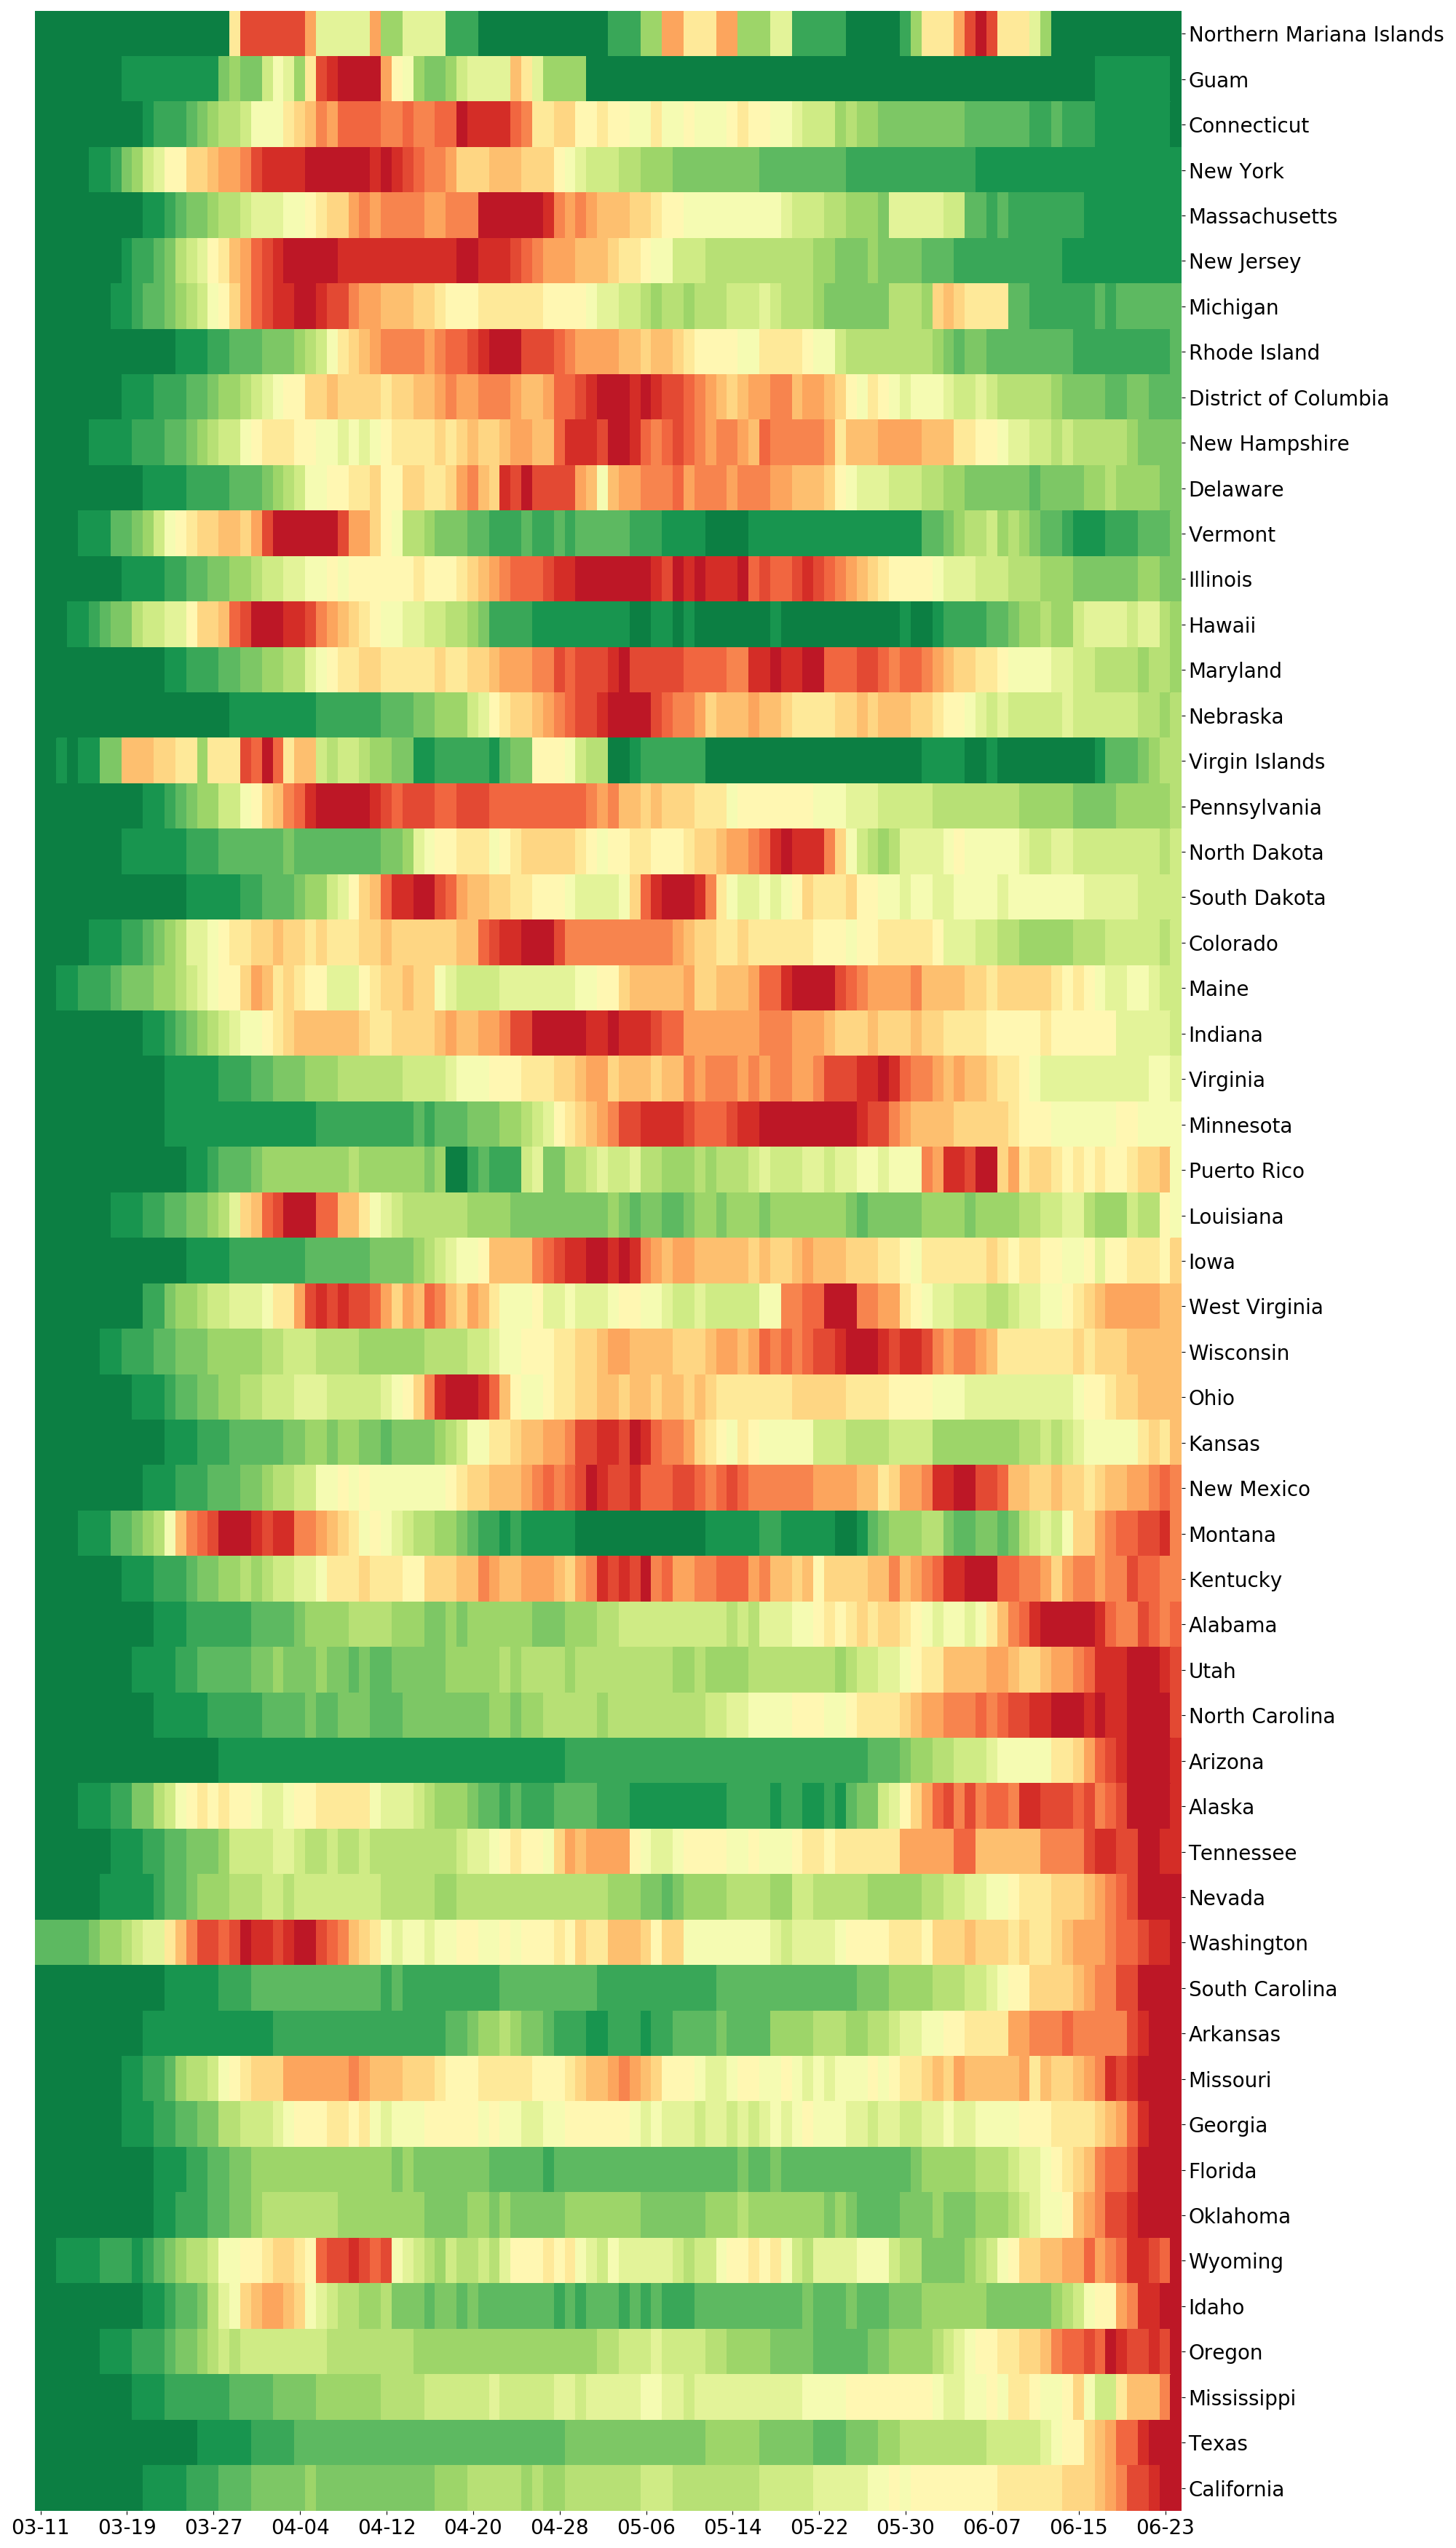 Northern Mariana Islands
Guam
Connecticut
New York
Massachusetts
New Jersey
Michigan
Rhode Island
District of Columbia
New Hampshire
Delaware
Vermont
Illinois
Hawaii
Maryland
Nebraska
Virgin Islands
Pennsylvania
North Dakota
South Dakota
Colorado
Maine
Indiana
Virginia
Minnesota
Puerto Rico
Louisiana
Iowa
West Virginia
Wisconsin
Ohio
Kansas
New Mexico
Montana
Kentucky
Alabama
Utah
North Carolina
Arizona
Alaska
Tennessee
Nevada
Washington
South Carolina
Arkansas
Missouri
Georgia
Florida
Oklahoma
Wyoming
Idaho
Oregon
Mississippi
Texas
California
03-11 03-19 03-27 04-04 04-12 04-20 04-28 05-06 05-14 05-22 05-30 06-07 06-15 06-23